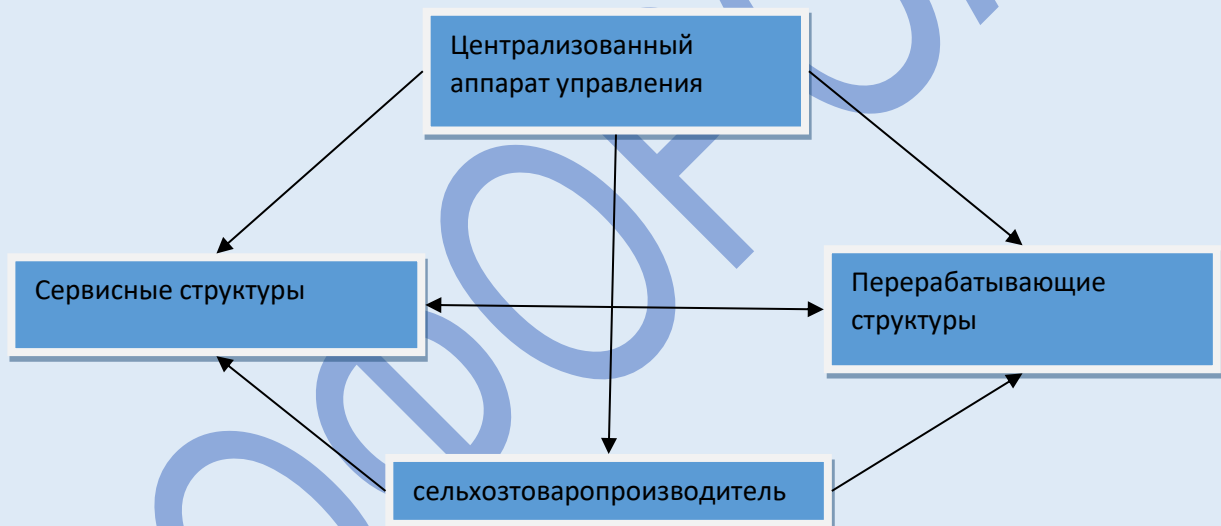 Централизованный
аппарат управления
Сервисные структуры
Перерабатывающие
структуры
сельхозтоваропроизводитель